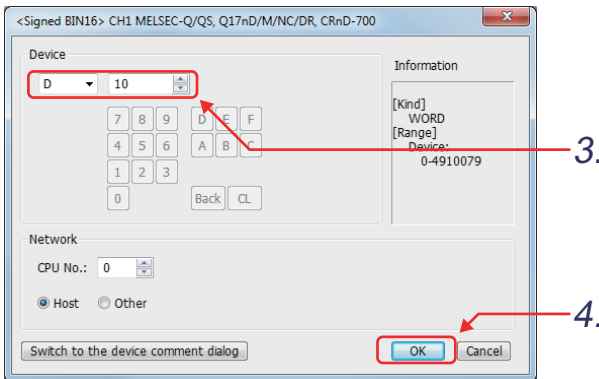 <Signed BIN16> CH1 MELSEC-Q/QS, Q17nD/M/NC/DR, CRnD-700
Device
D 10
7 8 9 D E F
4 5 6 A B C
1 2 3
0 Back CL
Information
[Kind]
WORD
[Range]
Device:
0-4910079
3.
Network
CPU No.: 0
Host Other
4.
Switch to the device comment dialog OK Cancel